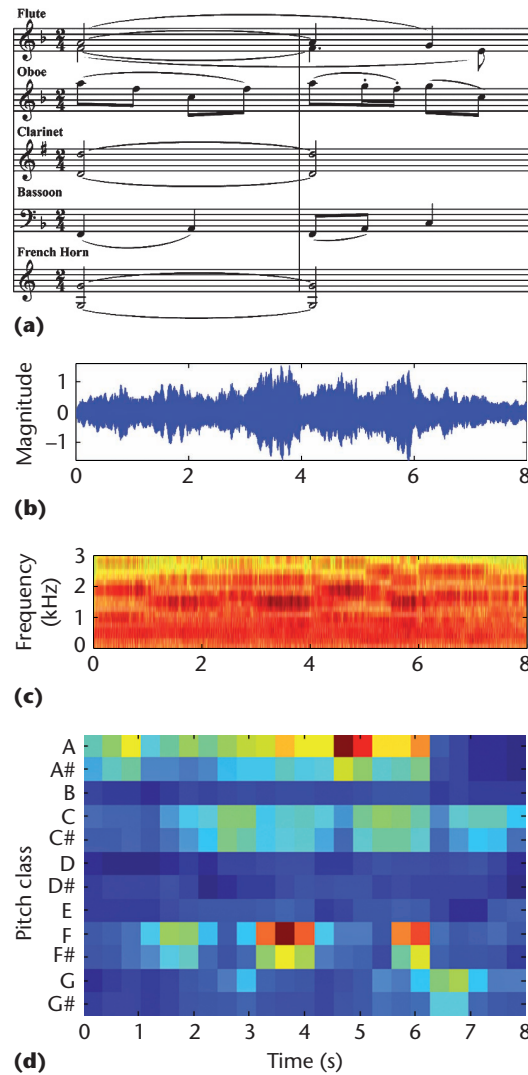 Flute
2
4
Oboe
2
4
Clarinet
2
4
Bassoon
2
4
French Horn
2
4
(a)
Magnitude
1
0
−1
0 2 4 6 8
(b)
Frequency
(kHz)
3
2
1
0
0 2 4 6 8
(c)
Pitch class
A
A#
B
C
C#
D
D#
E
F
F#
G
G#
0 1 2 3 4 5 6 7 8
(d) Time (s)